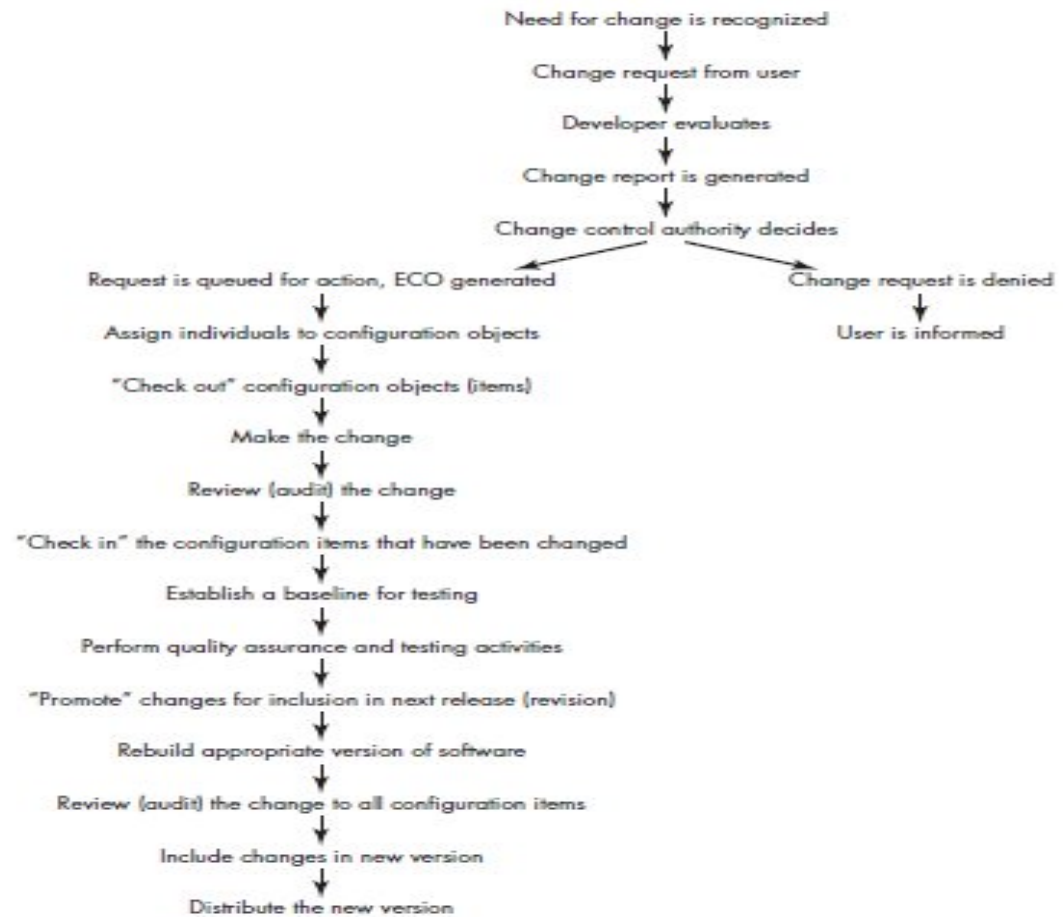 Need for change is recognized
Change request from user
Developer evaluates
Change report is generated
Change control authority decides
Request is queued for action, ECO generated
Change request is denied
Assign individuals to configuration objects
User is informed
"Check out" configuration objects (items)
Make the change
Review (audit) the change
"Check in" the configuration items that have been changed
Establish a baseline for testing
Perform quality assurance and testing activities
"Promote" changes for inclusion in next release (revision)
Rebuild appropriate version of software
Review (audit) the change to all configuration items
Include changes in new version
Distribute the new version